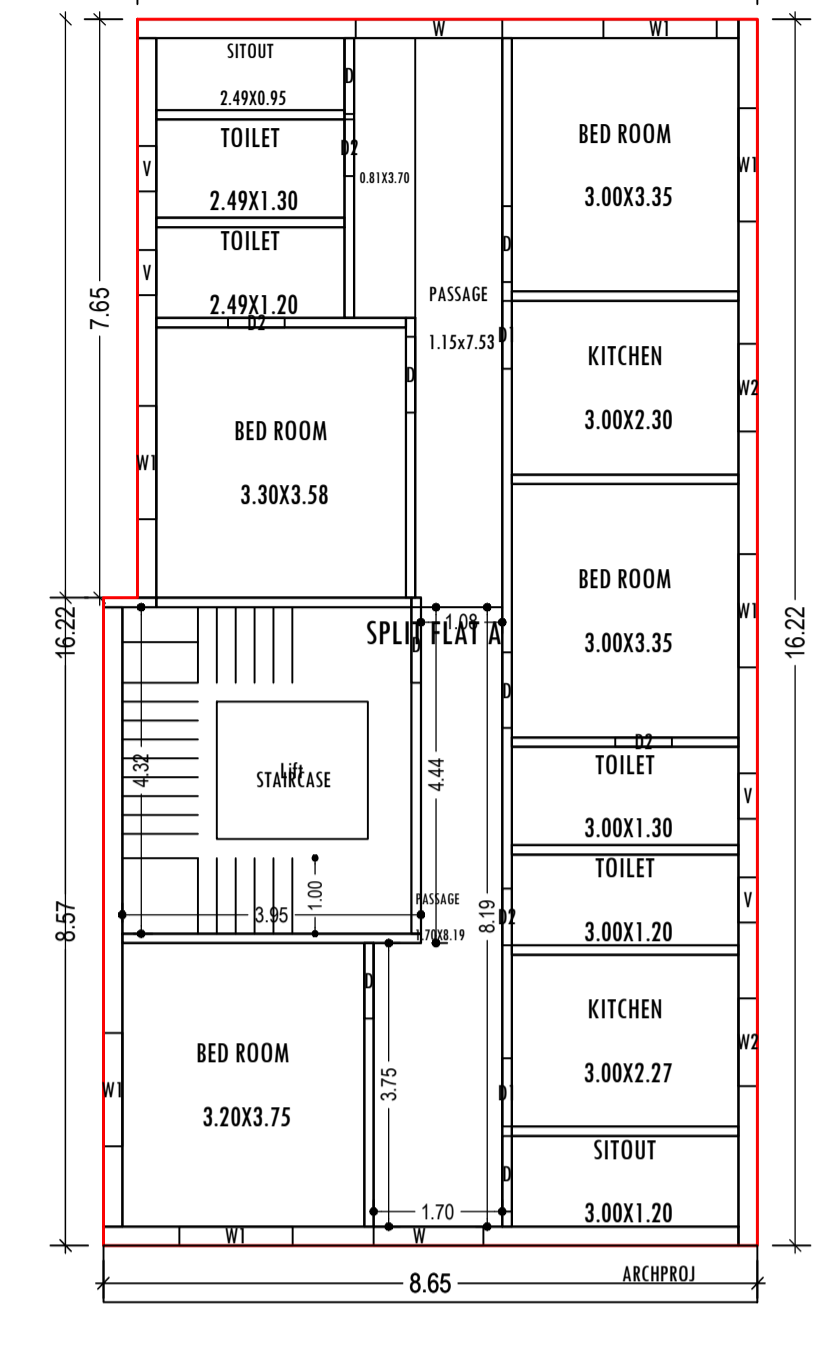 W
W1
SITOUT
2.49X0.95
D
TOILET
2.49X1.30
D2
V
0.81X3.70
TOILET
2.49X1.20
V
D2
BED ROOM
3.00X3.35
W1
D
PASSAGE
1.15x7.53
D1
7.65
KITCHEN
3.00X2.30
W2
D
BED ROOM
3.30X3.58
W1
BED ROOM
3.00X3.35
W1
16.22
16.22
1.08
SPLIT FLAT A
D
D
D2
4.32
Lift
STAIRCASE
4.44
TOILET
3.00X1.30
V
TOILET
3.00X1.20
V
1.00
3.95
PASSAGE
1.70X8.19
8.19
D2
8.57
D
BED ROOM
3.20X3.75
W1
3.75
KITCHEN
3.00X2.27
W2
D1
SITOUT
3.00X1.20
D
1.70
W1
W
ARCHPROJ
8.65